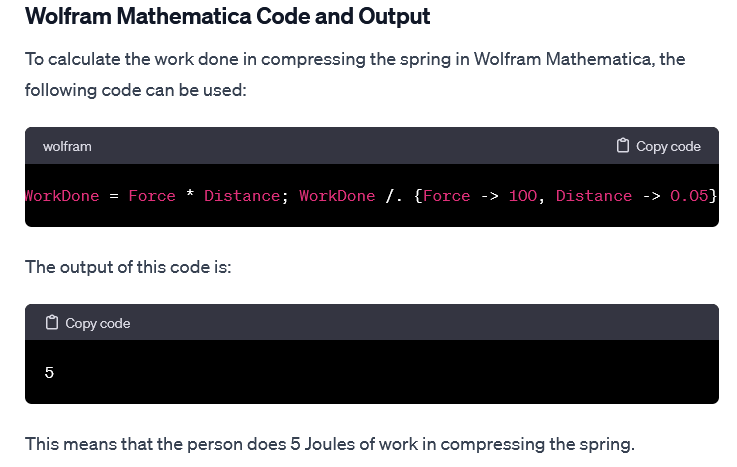 Wolfram Mathematica Code and Output
To calculate the work done in compressing the spring in Wolfram Mathematica, the
following code can be used:
wolfram Copy code
WorkDone = Force * Distance; WorkDone /. {Force -> 100, Distance -> 0.05}
The output of this code is:
Copy code
5
This means that the person does 5 Joules of work in compressing the spring.